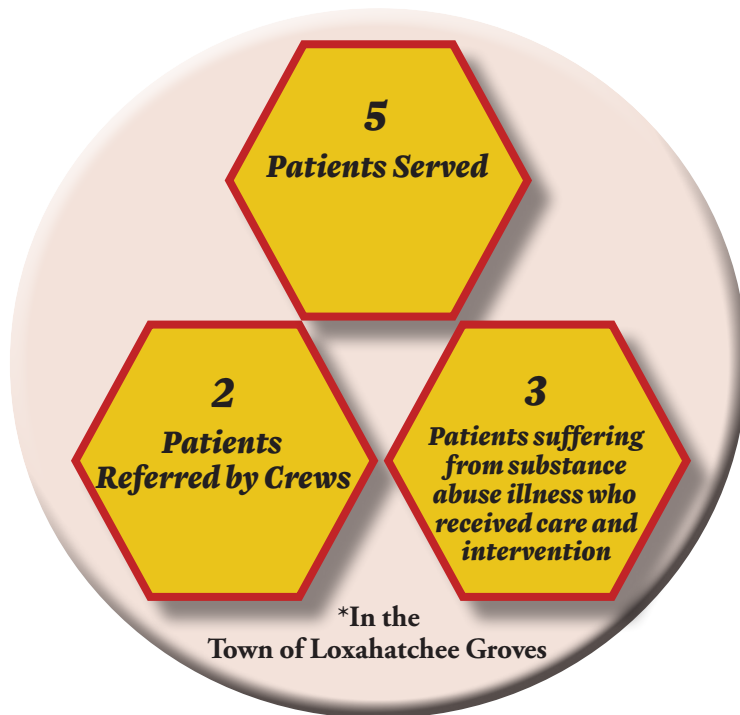 5
Patients Served
2
Patients
Referred by Crews
3
Patients suffering
from substance
abuse illness who
received care and
intervention
*In the
Town of Loxahatchee Groves